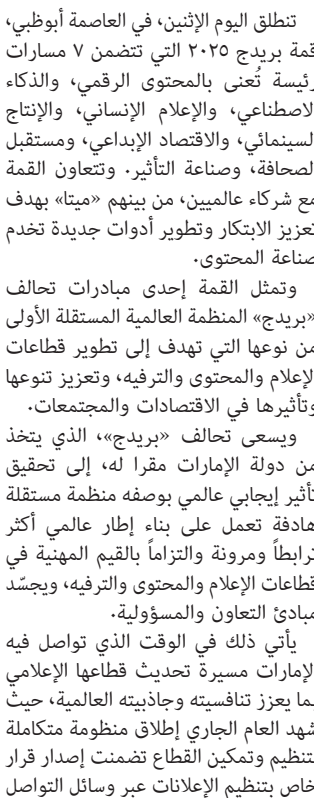 تنطلق اليوم الإثنين، في العاصمة أبوظبي،
قمة بريدج ٢٠٢٥ التي تتضمن ٧ مسارات
رئيسة تُعنى بالمحتوى الرقمي، والذكاء
الاصطناعي، والإعلام الإنساني، والإنتاج
السينمائي، والاقتصاد الإبداعي، ومستقبل
الصحافة، وصناعة التأثير. وتتعاون القمة
مع شركاء عالميين، من بينهم «ميتا» بهدف
تعزيز الابتكار وتطوير أدوات جديدة تخدم
صناعة المحتوى.
وتمثل القمة إحدى مبادرات تحالف
«بريدج» المنظمة العالمية المستقلة الأولى
من نوعها التي تهدف إلى تطوير قطاعات
الإعلام والمحتوى والترفيه، وتعزيز تنوعها
وتأثيرها في الاقتصادات والمجتمعات.
ويسعى تحالف «بريدج»، الذي يتخذ
من دولة الإمارات مقرا له، إلى تحقيق
تأثير إيجابي عالمي بوصفه منظمة مستقلة
هادفة تعمل على بناء إطار عالمي أكثر
ترابطاً ومرونة والتزاماً بالقيم المهنية في
قطاعات الإعلام والمحتوى والترفيه، ويجسّد
مبادئ التعاون والمسؤولية.
يأتي ذلك في الوقت الذي تواصل فيه
الإمارات مسيرة تحديث قطاعها الإعلامي
بما يعزز تنافسيته وجاذبيته العالمية، حيث
شهد العام الجاري إطلاق منظومة متكاملة
لتنظيم وتمكين القطاع تضمنت إصدار قرار
خاص بتنظيم الإعلانات عبر وسائل التواصل